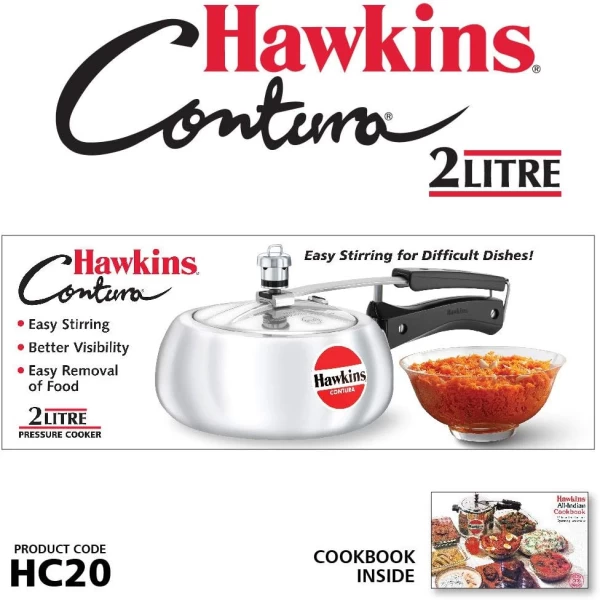 Hawkins®
Contura®
2 LITRE
Hawkins®
Contura®
Easy Stirring for Difficult Dishes!
• Easy Stirring
• Better Visibility
• Easy Removal
of Food
2 LITRE
PRESSURE COOKER
Hawkins
Hawkins
CONTURA
PRODUCT CODE
HC20
COOKBOOK
INSIDE
Hawkins
All-Indian
Cookbook